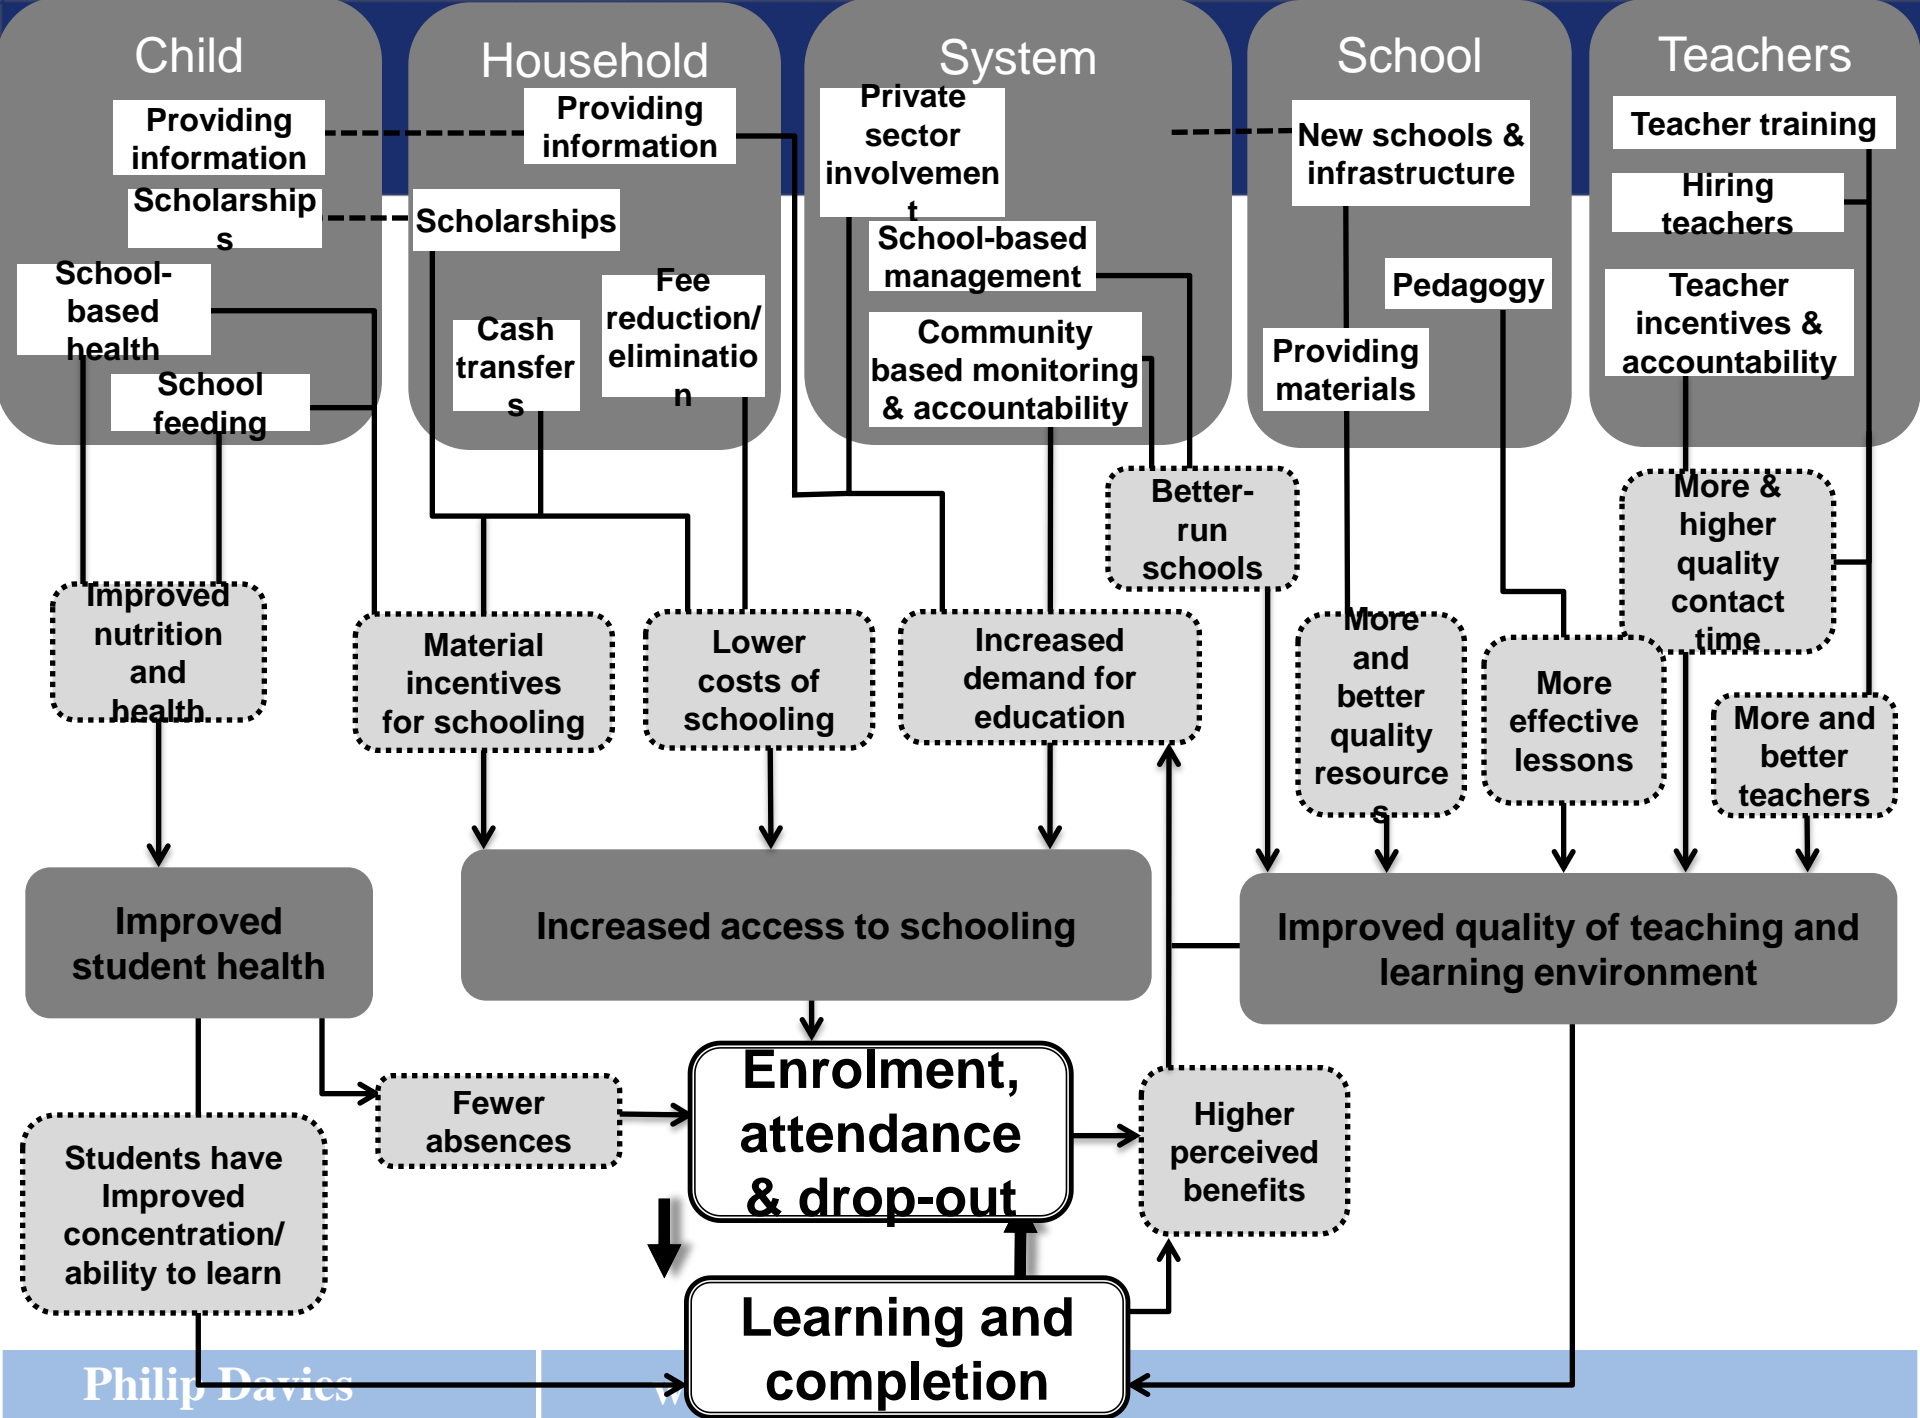 Child
Providing
information
Scholarship
s
School-
based
health
School
feeding
Household
Providing
information
Scholarships
Fee
reduction/
eliminatio
n
Cash
transfer
s
System
Private
sector
involvemen
t
School-based
management
Community
based monitoring
& accountability
School
New schools &
infrastructure
Pedagogy
Providing
materials
Teachers
Teacher training
Hiring
teachers
Teacher
incentives &
accountability
Improved
nutrition
and
health
Material
incentives
for schooling
Lower
costs of
schooling
Increased
demand for
education
Better-
run
schools
More
and
better
quality
resource
s
More
effective
lessons
More &
higher
quality
contact
time
More and
better
teachers
Improved
student health
Increased access to schooling
Improved quality of teaching and
learning environment
Fewer
absences
Students have
Improved
concentration/
ability to learn
Enrolment,
attendance
& drop-out
Higher
perceived
benefits
Learning and
completion
Philip Davies